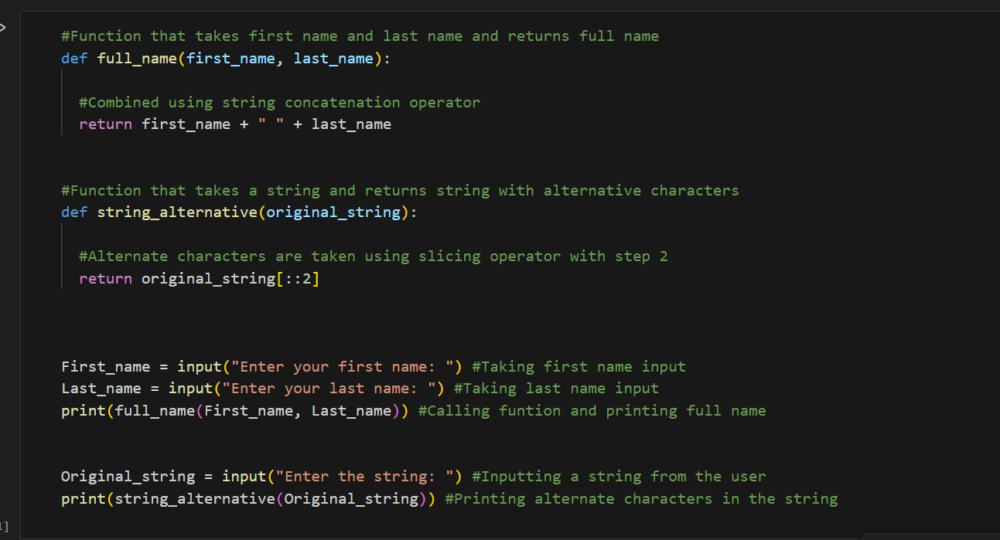 #Function that takes first name and last name and returns full name
def full_name(first_name, last_name):
#Combined using string concatenation operator
return first_name + " " + last_name
#Function that takes a string and returns string with alternative characters
def string_alternative(original_string):
#Alternate characters are taken using slicing operator with step 2
return original_string[::2]
First_name = input("Enter your first name: ") #Taking first name input
Last_name = input("Enter your last name: ") #Taking last name input
print(full_name(First_name, Last_name)) #Calling funtion and printing full name
Original_string = input("Enter the string: ") #Inputting a string from the user
print(string_alternative(Original_string)) #Printing alternate characters in the string